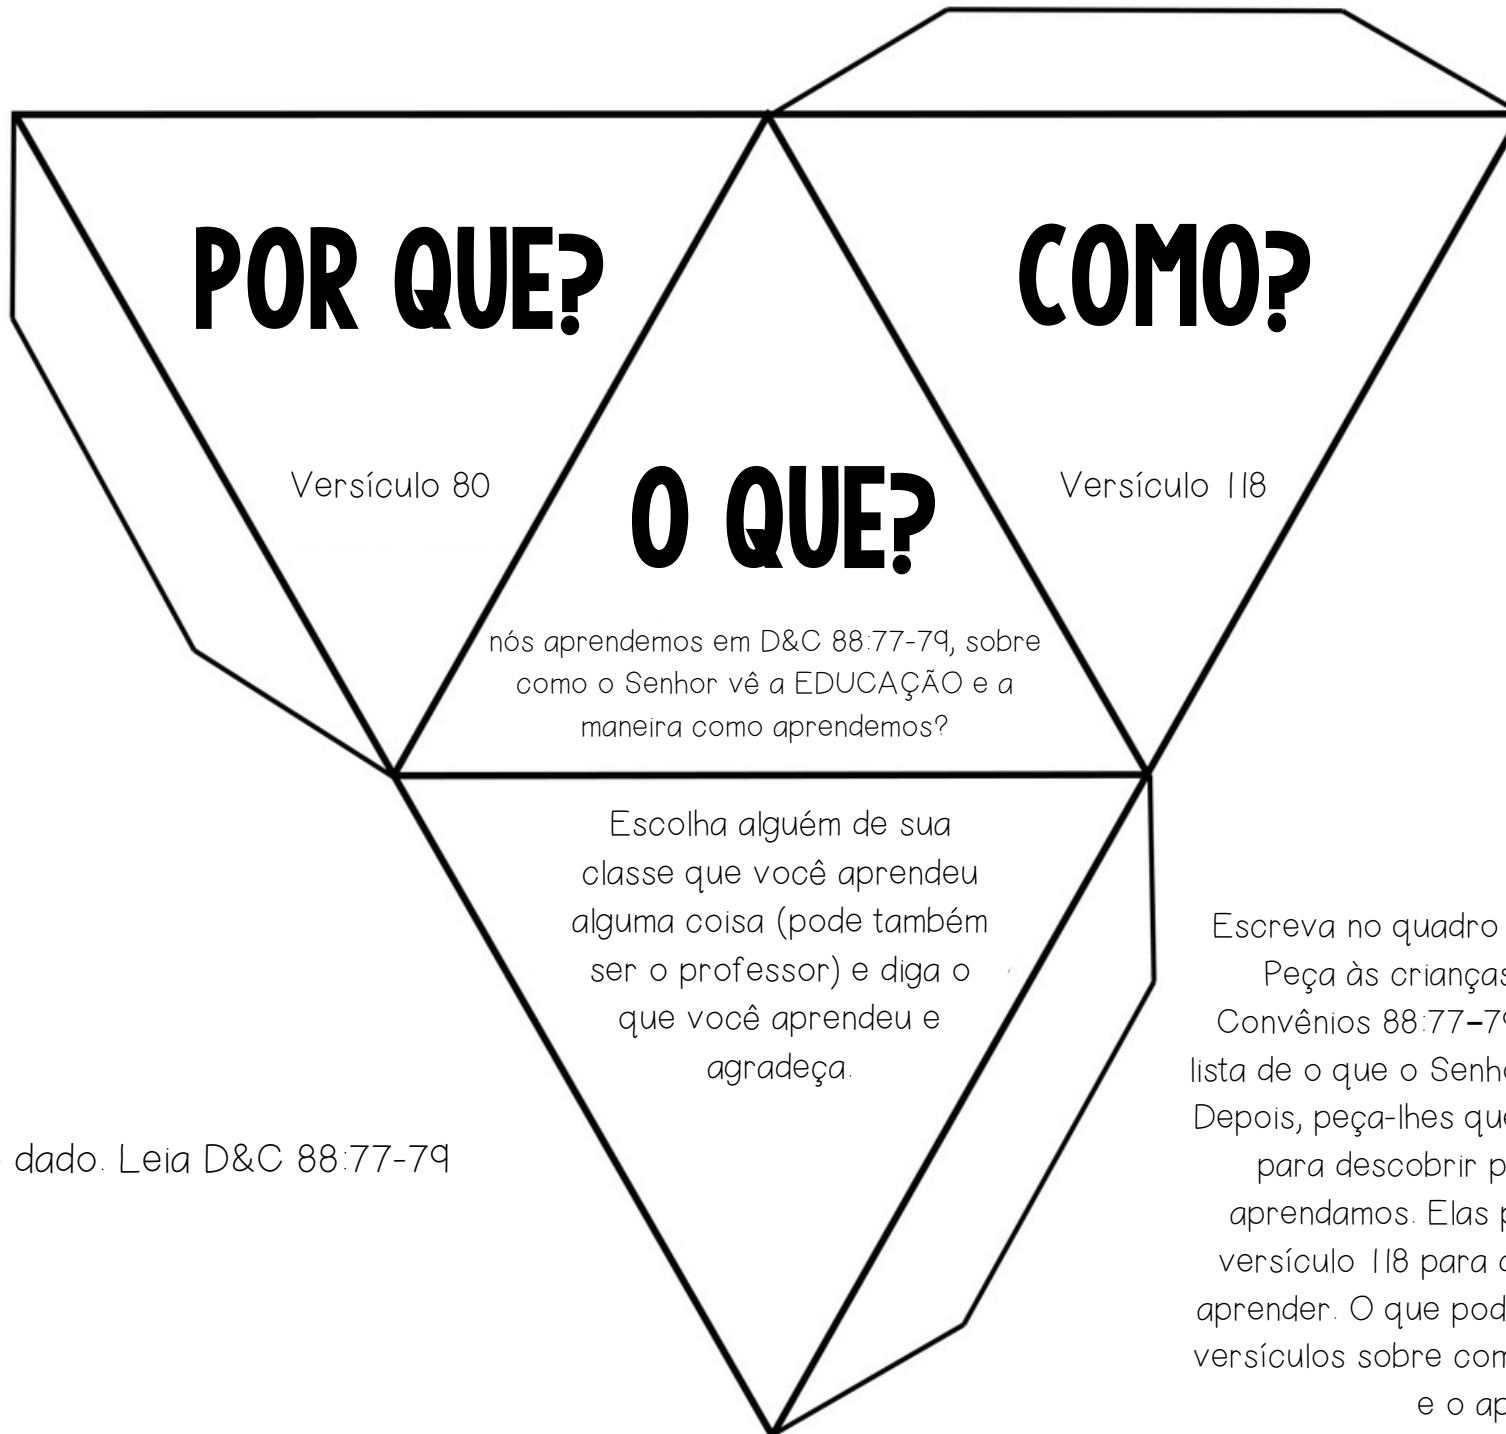 POR QUE?
Versículo 80
COMO?
Versículo 118
O QUE?
nós aprendemos em D&C 88:77-79, sobre
como o Senhor vê a EDUCAÇÃO e a
maneira como aprendemos?
Escolha alguém de sua
classe que você aprendeu
alguma coisa (pode também
ser o professor) e diga o
que você aprendeu e
agradeça.
dado. Leia D&C 88:77-79
Escreva no quadro
Peça às crianças
Convênios 88:77–79
lista de o que o Senho
Depois, peça-lhes que
para descobrir p
aprendamos. Elas p
versículo 118 para
aprender. O que pod
versículos sobre com
e o ap